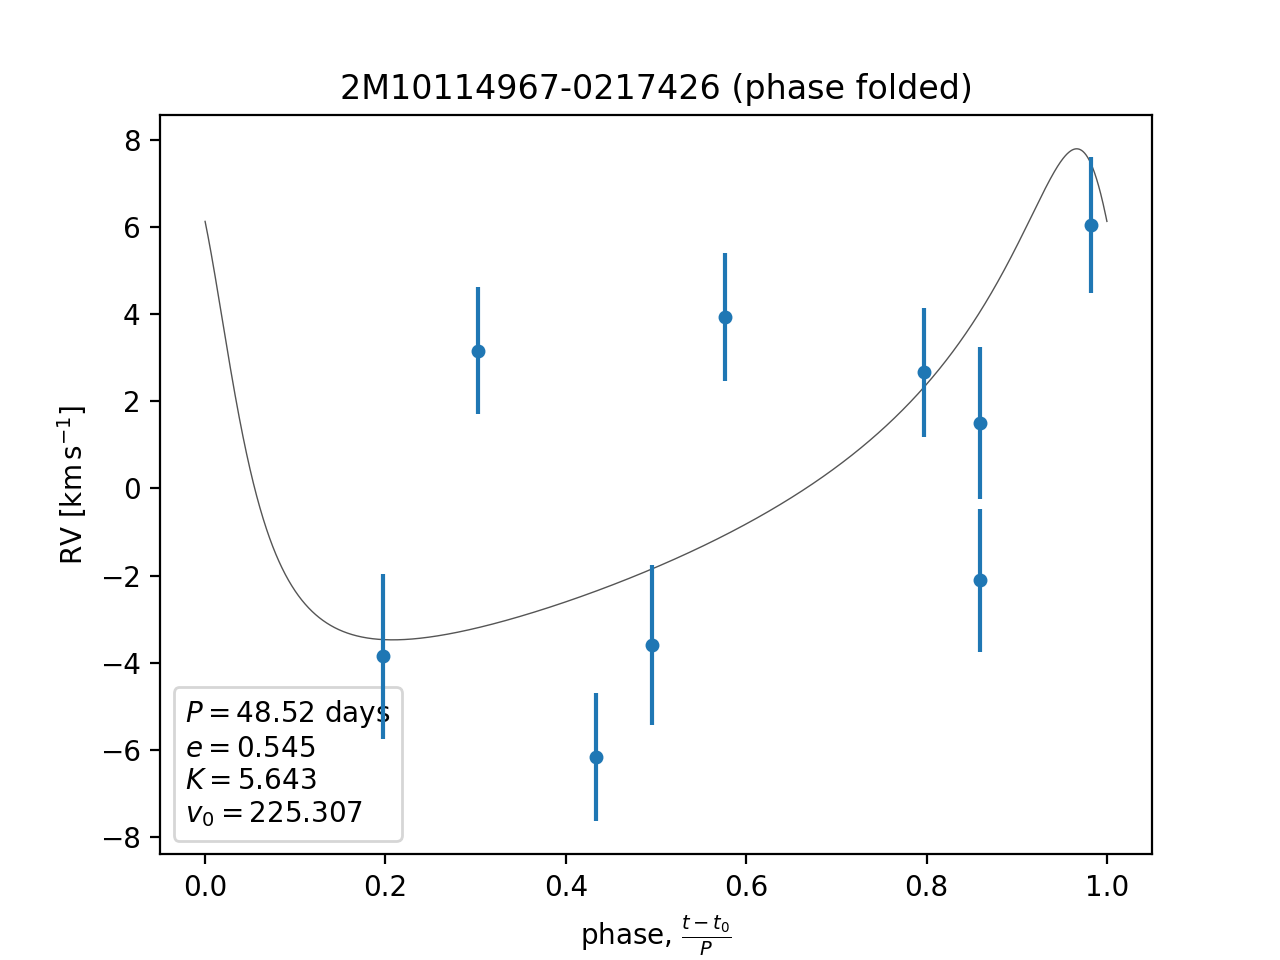 2M10114967-0217426 (phase folded)
8
6
4
2
0
−2
−4
−6
−8
RV [km s⁻¹]
P = 48.52 days
e = 0.545
K = 5.643
v₀ = 225.307
0.0 0.2 0.4 0.6 0.8 1.0
phase, (t − t₀)/P